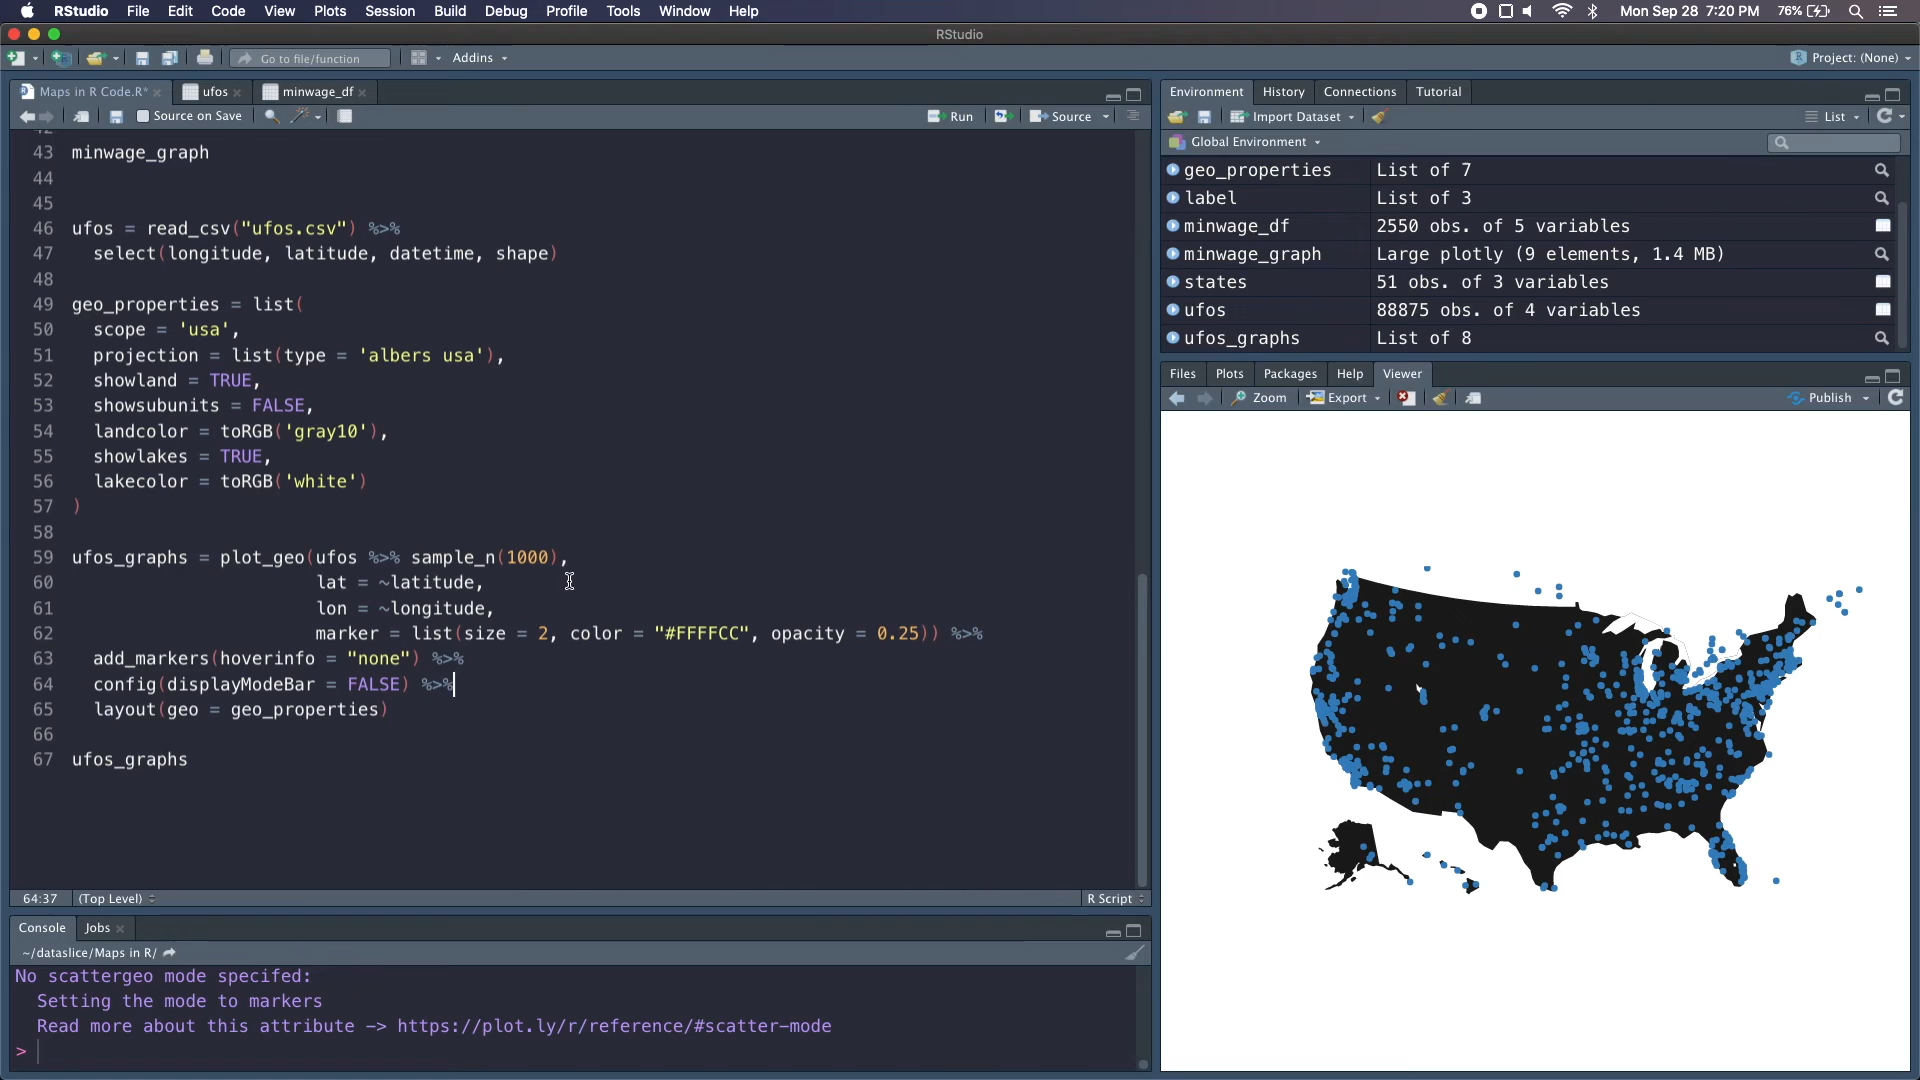 RStudio File Edit Code View Plots Session Build Debug Profile Tools Window Help Mon Sep 28 7:20 PM 76%
RStudio
Go to file/function Addins Project: (None)
Maps in R Code.R* ufos minwage_df
Source on Save Run Source
43 minwage_graph
44
45
46 ufos = read_csv("ufos.csv") %>%
47 select(longitude, latitude, datetime, shape)
48
49 geo_properties = list(
50 scope = 'usa',
51 projection = list(type = 'albers usa'),
52 showland = TRUE,
53 showsubunits = FALSE,
54 landcolor = toRGB('gray10'),
55 showlakes = TRUE,
56 lakecolor = toRGB('white')
57 )
58
59 ufos_graphs = plot_geo(ufos %>% sample_n(1000),
60 lat = ~latitude,
61 lon = ~longitude,
62 marker = list(size = 2, color = "#FFFFCC", opacity = 0.25)) %>%
63 add_markers(hoverinfo = "none") %>%
64 config(displayModeBar = FALSE) %>%
65 layout(geo = geo_properties)
66
67 ufos_graphs
64:37 (Top Level) R Script
Console Jobs
~/dataslice/Maps in R/
No scattergeo mode specifed:
Setting the mode to markers
Read more about this attribute -> https://plot.ly/r/reference/#scatter-mode
>
Environment History Connections Tutorial
Import Dataset List
Global Environment
geo_properties List of 7
label List of 3
minwage_df 2550 obs. of 5 variables
minwage_graph Large plotly (9 elements, 1.4 MB)
states 51 obs. of 3 variables
ufos 88875 obs. of 4 variables
ufos_graphs List of 8
Files Plots Packages Help Viewer
Zoom Export Publish